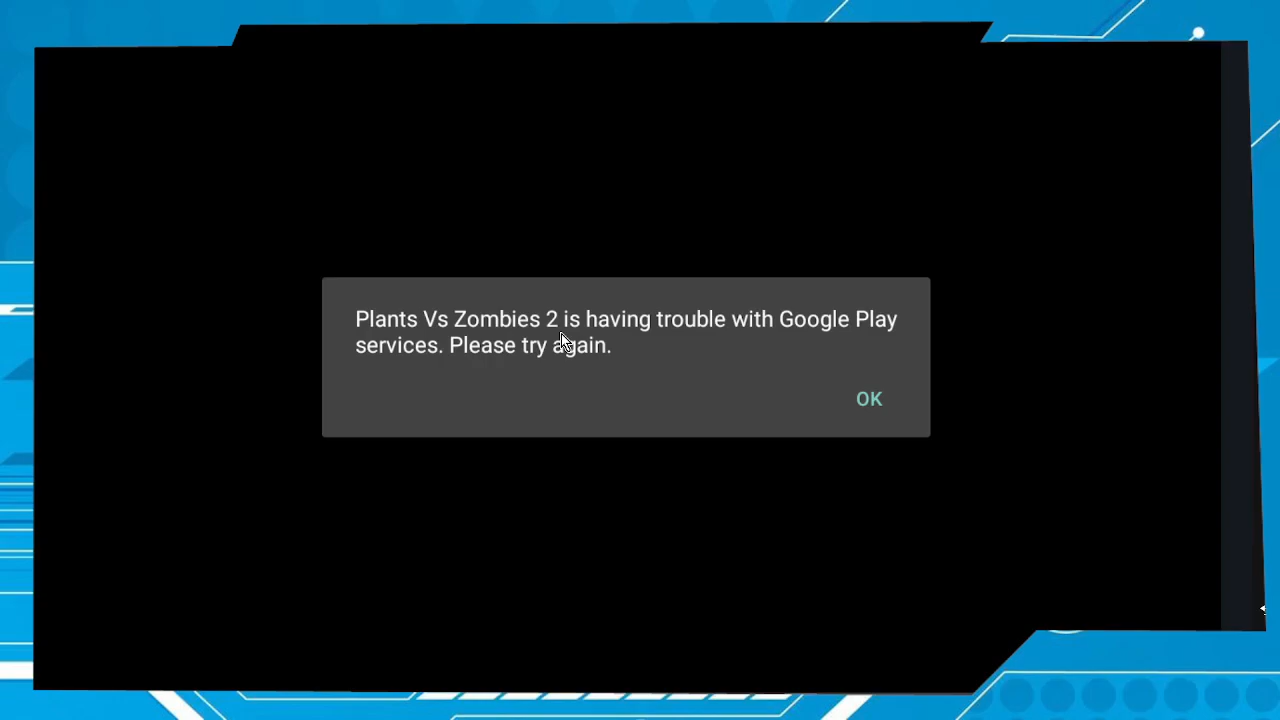 Plants Vs Zombies 2 is having trouble with Google Play
services. Please try again.
OK